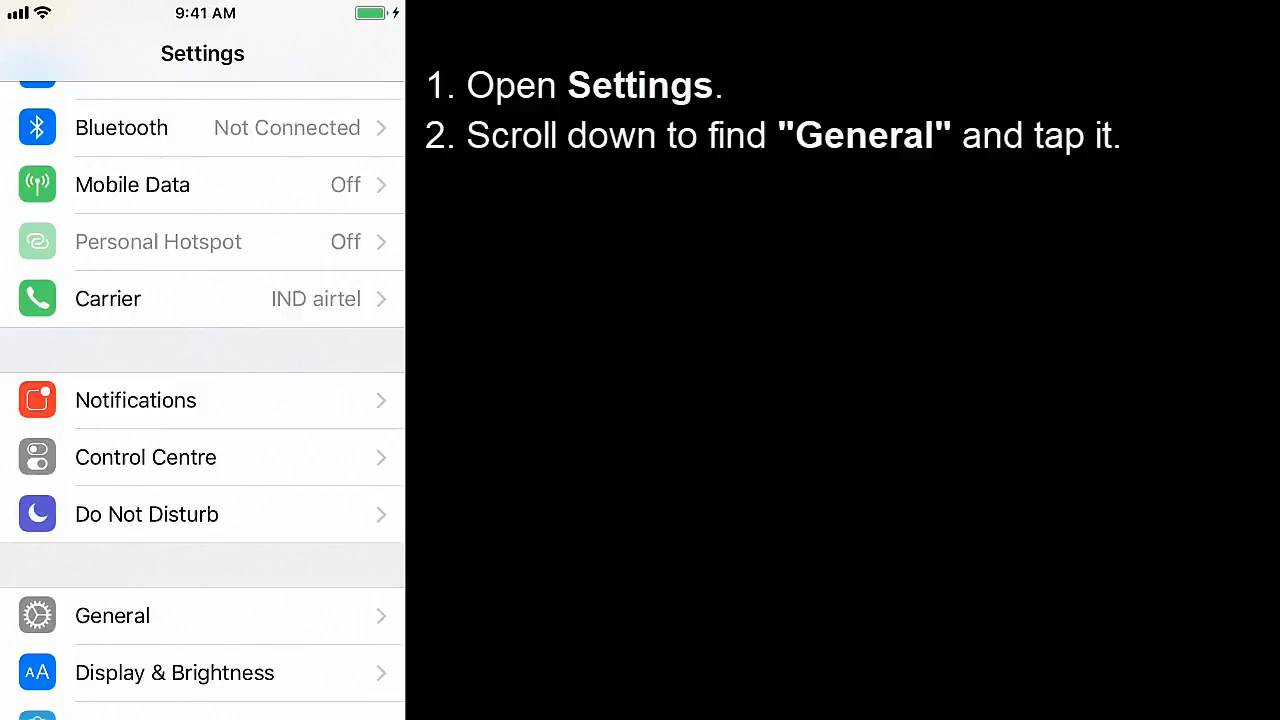 9:41 AM
Settings
Bluetooth Not Connected
Mobile Data Off
Personal Hotspot Off
Carrier IND airtel
Notifications
Control Centre
Do Not Disturb
General
AA Display & Brightness
1. Open Settings.
2. Scroll down to find "General" and tap it.